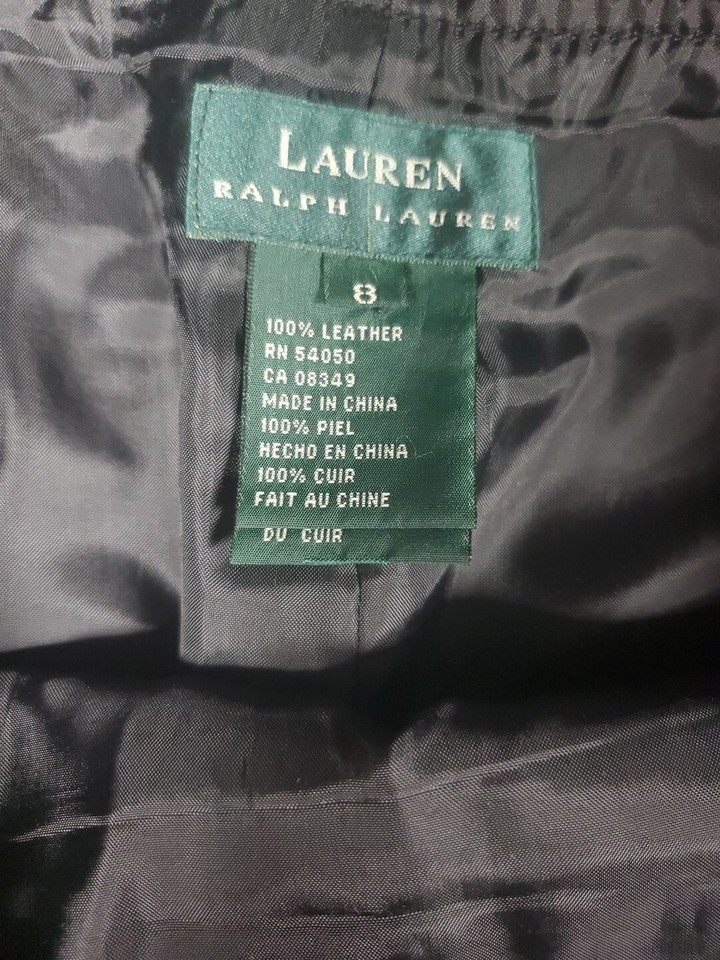 LAUREN
RALPH LAUREN
8
100% LEATHER
RN 54050
CA 08349
MADE IN CHINA
100% PIEL
HECHO EN CHINA
100% CUIR
FAIT AU CHINE
DU CUIR